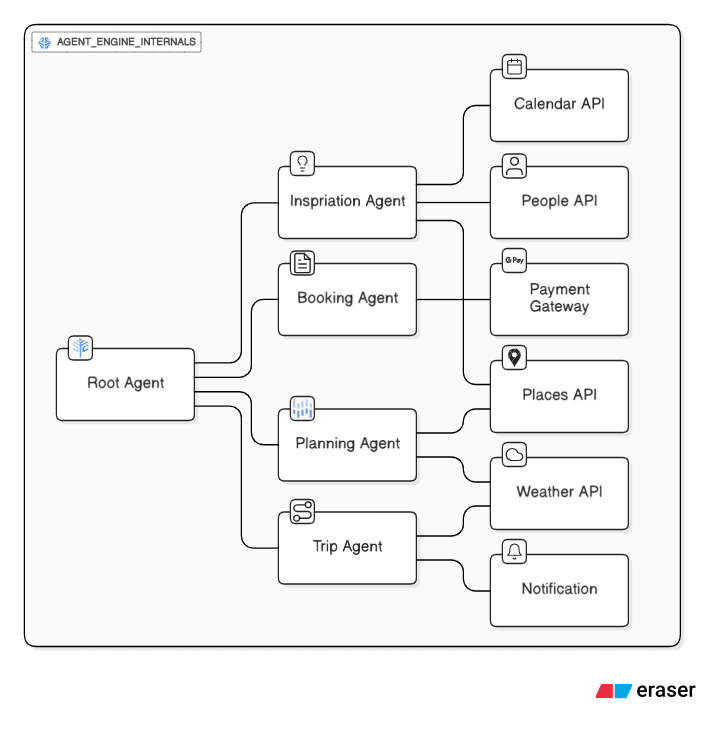 AGENT_ENGINE_INTERNALS
Calendar API
Inspriation Agent
People API
G Pay
Booking Agent
Payment
Gateway
Root Agent
Places API
Planning Agent
Weather API
Trip Agent
Notification
eraser